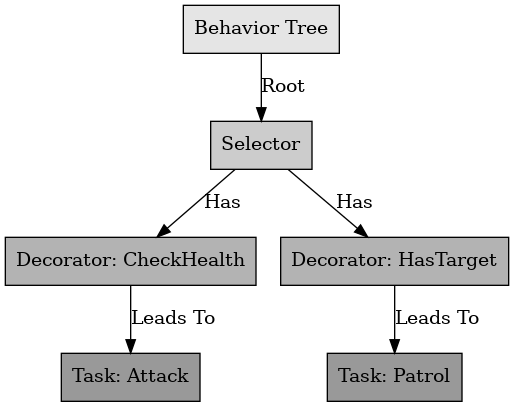 Behavior Tree
Root
Selector
Has
Has
Decorator: CheckHealth
Decorator: HasTarget
Leads To
Leads To
Task: Attack
Task: Patrol